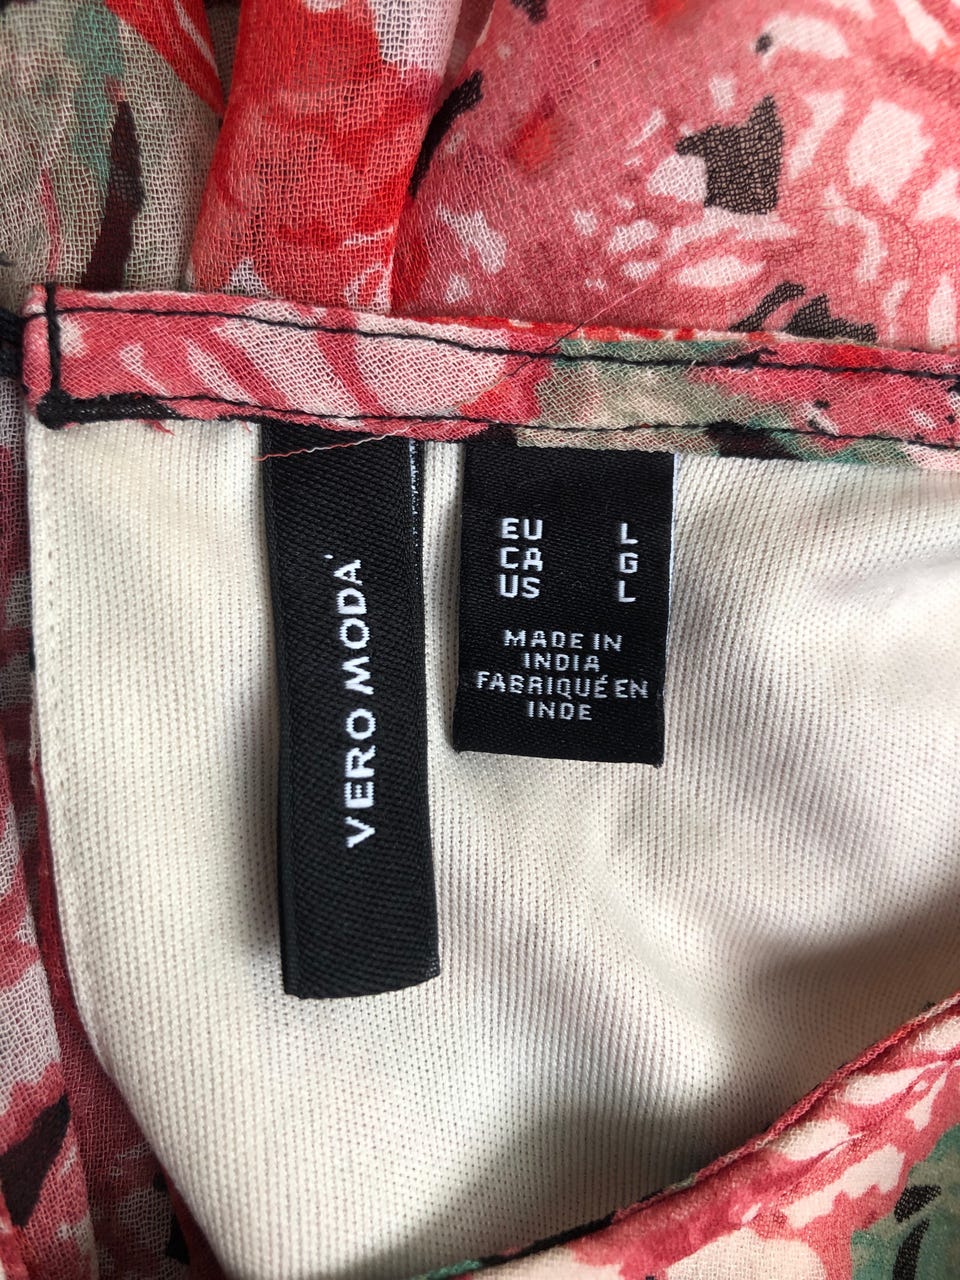 VERO MODA
EU L
CA G
US L
MADE IN
INDIA
FABRIQUÉ EN
INDE